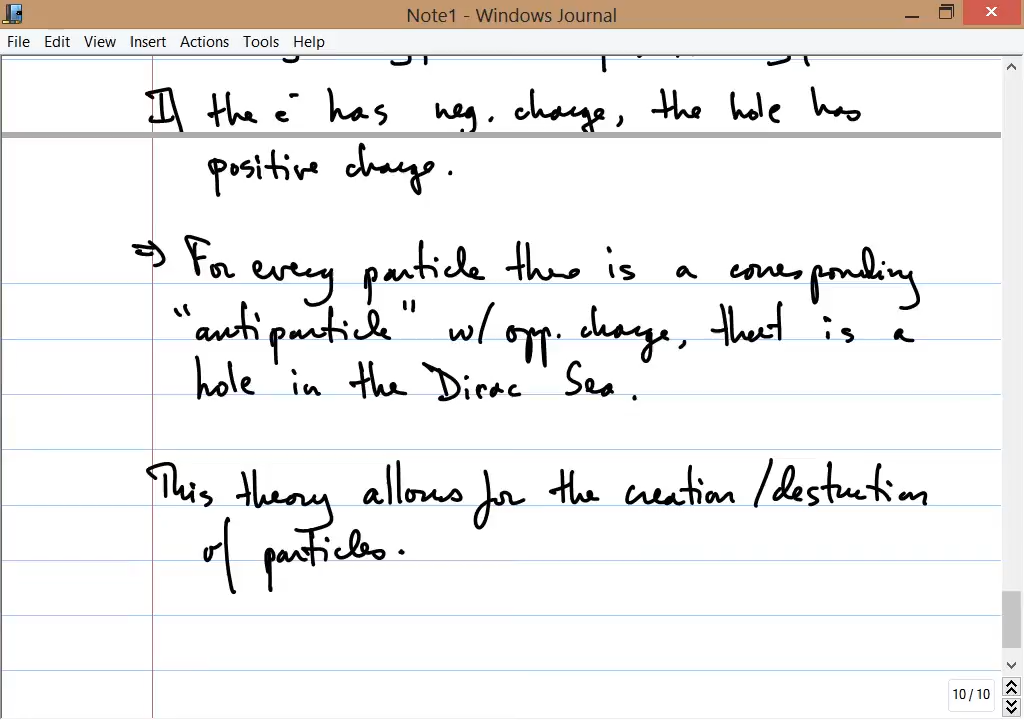 Note1 - Windows Journal
File Edit View Insert Actions Tools Help
If the e⁻ has neg. charge, the hole has
positive charge.
⇒ For every particle there is a corresponding
"antiparticle" w/ opp. charge, that is a
hole in the Dirac Sea.
This theory allows for the creation/destruction
of particles.
10 / 10